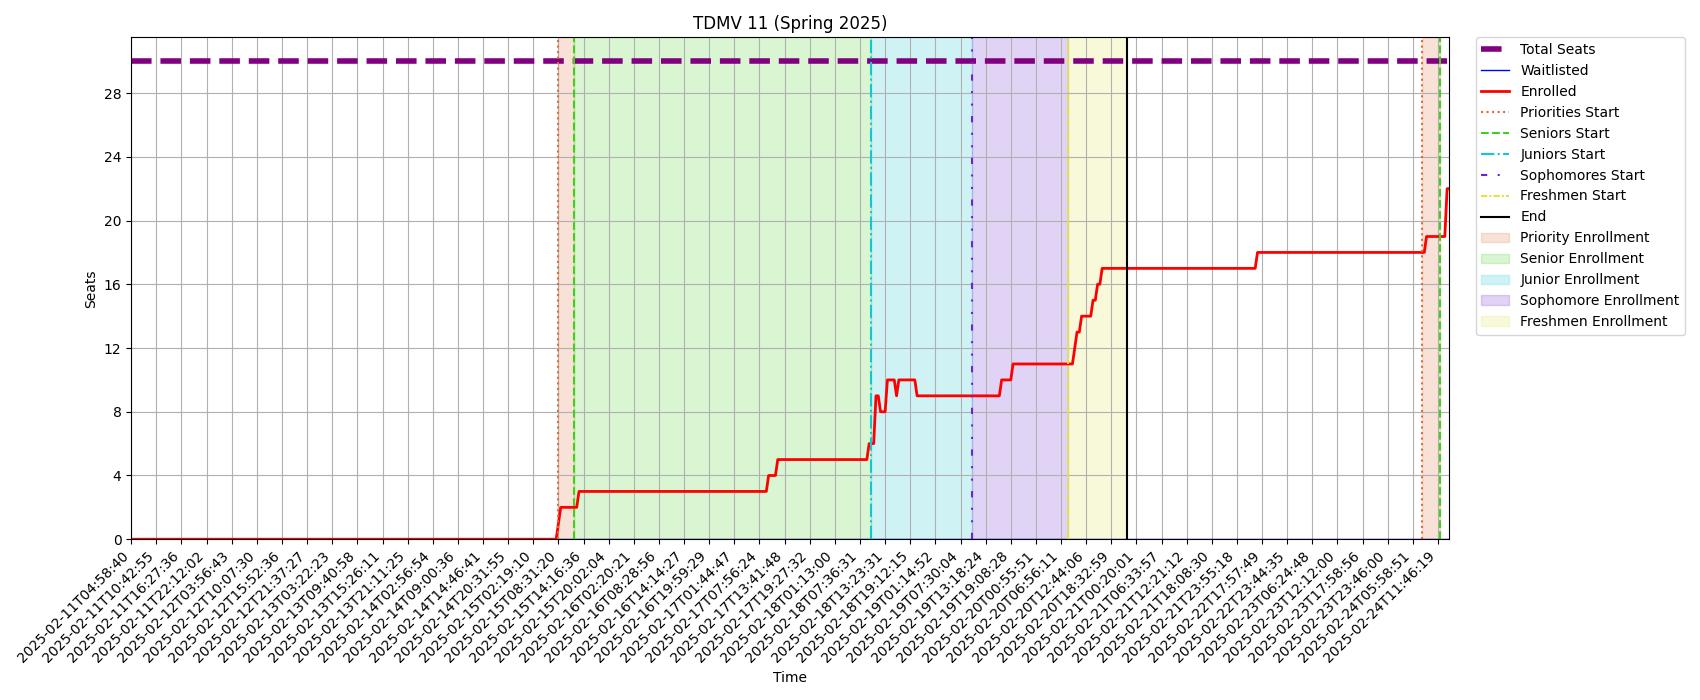 TDMV 11 (Spring 2025)
Total Seats
Waitlisted
Enrolled
Priorities Start
Seniors Start
Juniors Start
Sophomores Start
Freshmen Start
End
Priority Enrollment
Senior Enrollment
Junior Enrollment
Sophomore Enrollment
Freshmen Enrollment
Seats
28
24
20
16
12
8
4
0
2025-02-11T04:58:40
2025-02-11T10:42:55
2025-02-11T16:27:36
2025-02-11T22:12:02
2025-02-12T03:56:43
2025-02-12T10:07:30
2025-02-12T15:52:36
2025-02-12T21:37:27
2025-02-13T03:22:23
2025-02-13T09:40:58
2025-02-13T15:26:11
2025-02-13T21:11:25
2025-02-14T02:56:54
2025-02-14T09:00:36
2025-02-14T14:46:41
2025-02-14T20:31:55
2025-02-15T02:19:10
2025-02-15T08:31:20
2025-02-15T14:16:36
2025-02-15T20:02:04
2025-02-16T02:20:21
2025-02-16T08:28:56
2025-02-16T14:14:27
2025-02-16T19:59:29
2025-02-17T01:44:47
2025-02-17T07:56:24
2025-02-17T13:41:48
2025-02-17T19:27:32
2025-02-18T01:13:00
2025-02-18T07:36:31
2025-02-18T13:23:31
2025-02-18T19:12:15
2025-02-19T01:14:52
2025-02-19T07:30:04
2025-02-19T13:18:24
2025-02-19T19:08:28
2025-02-20T00:55:51
2025-02-20T06:56:11
2025-02-20T12:44:06
2025-02-20T18:32:59
2025-02-21T00:20:01
2025-02-21T06:33:57
2025-02-21T12:21:12
2025-02-21T18:08:30
2025-02-21T23:55:18
2025-02-22T17:57:49
2025-02-22T23:44:35
2025-02-23T06:24:48
2025-02-23T12:12:00
2025-02-23T17:58:56
2025-02-23T23:46:00
2025-02-24T05:58:51
2025-02-24T11:46:19
Time